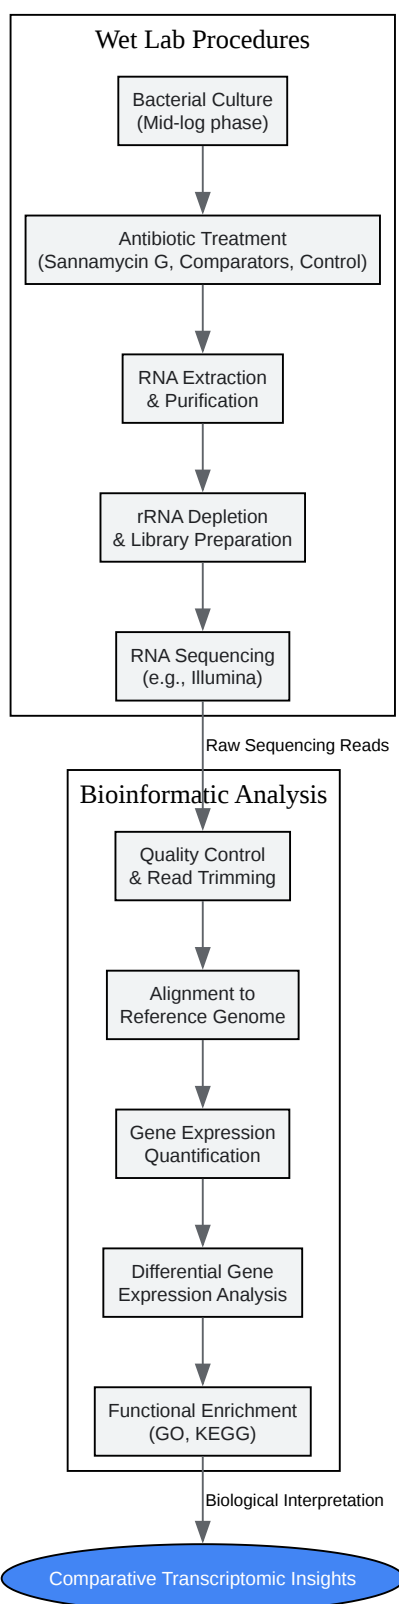 Wet Lab Procedures
Bacterial Culture
(Mid-log phase)
Antibiotic Treatment
(Sannamycin G, Comparators, Control)
RNA Extraction
& Purification
rRNA Depletion
& Library Preparation
RNA Sequencing
(e.g., Illumina)
Raw Sequencing Reads
Bioinformatic Analysis
Quality Control
& Read Trimming
Alignment to
Reference Genome
Gene Expression
Quantification
Differential Gene
Expression Analysis
Functional Enrichment
(GO, KEGG)
Biological Interpretation
Comparative Transcriptomic Insights